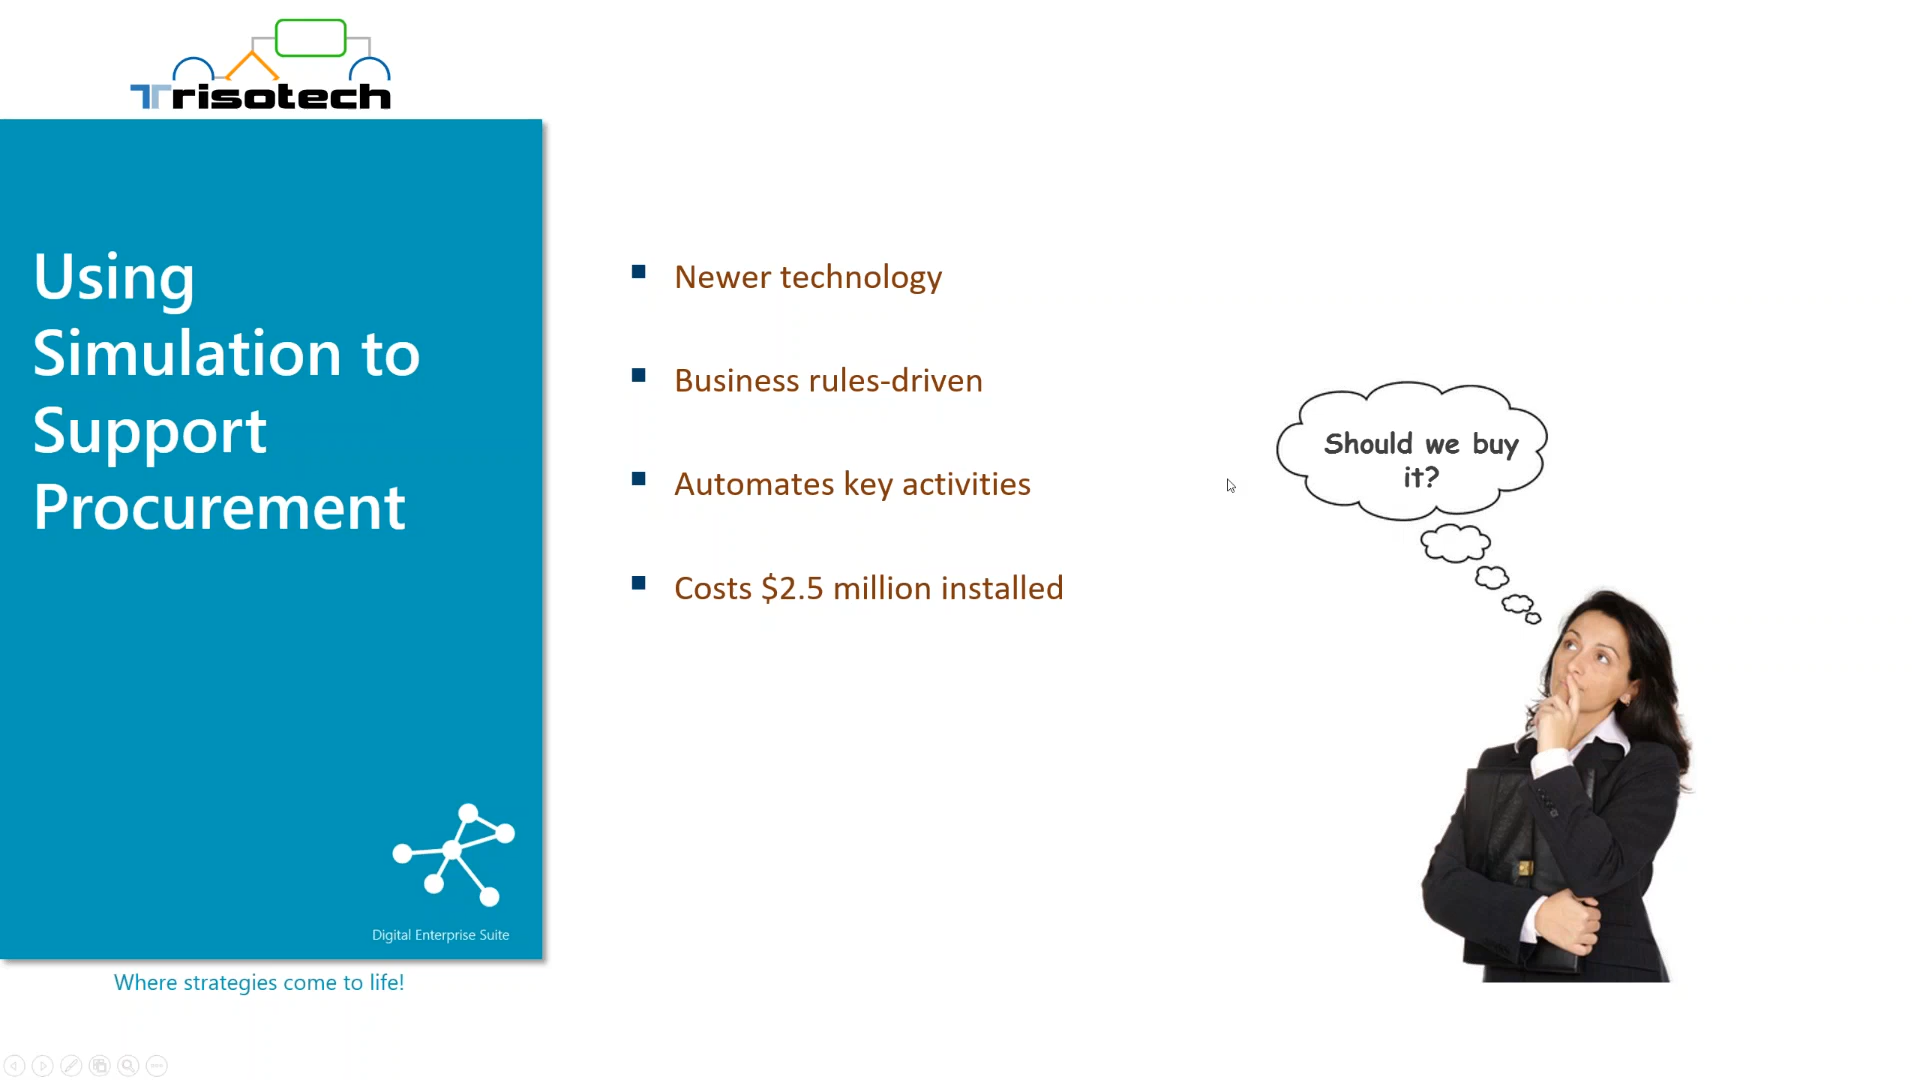 Trisotech
Using
Simulation to
Support
Procurement
Newer technology
Business rules-driven
Automates key activities
Costs $2.5 million installed
Should we buy
it?
Digital Enterprise Suite
Where strategies come to life!